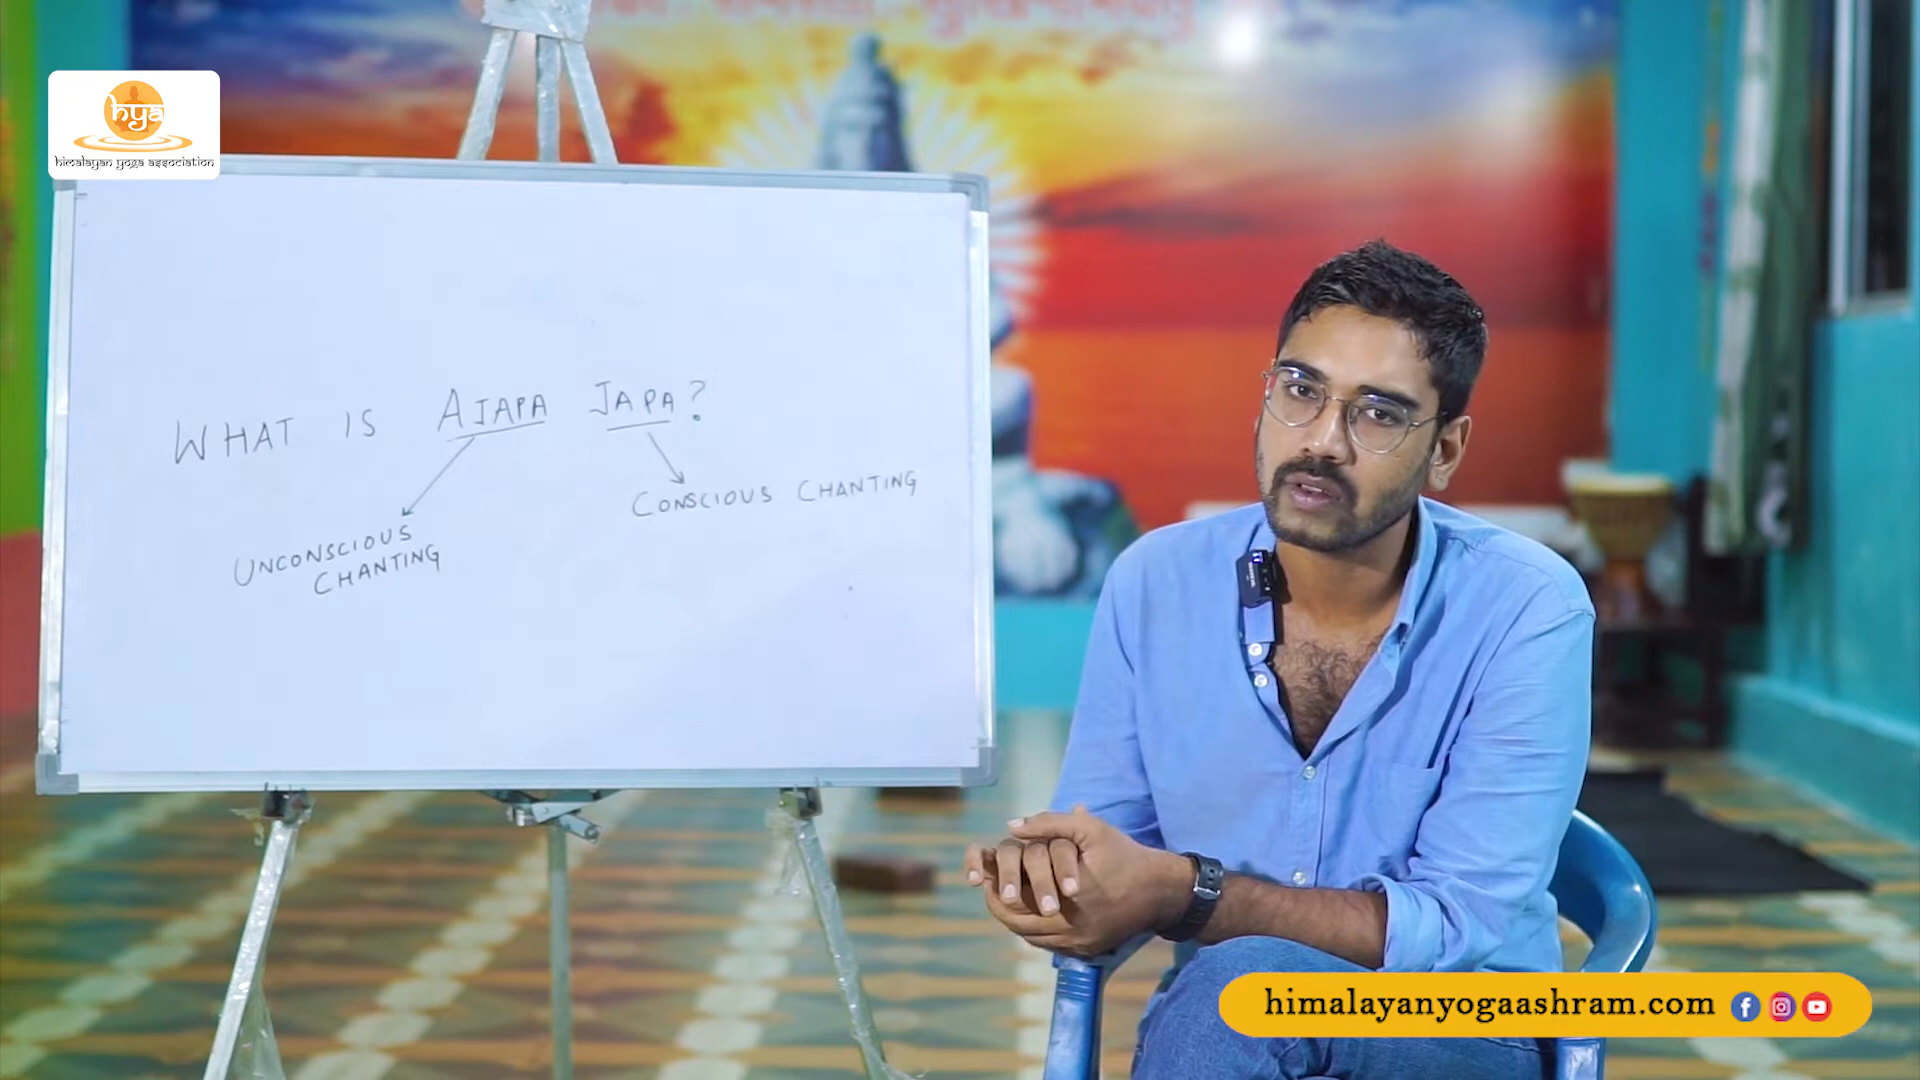 hya
himalayan yoga association
WHAT IS AJAPA JAPA?
UNCONSCIOUS
CHANTING
CONSCIOUS CHANTING
himalayanyogaashram.com